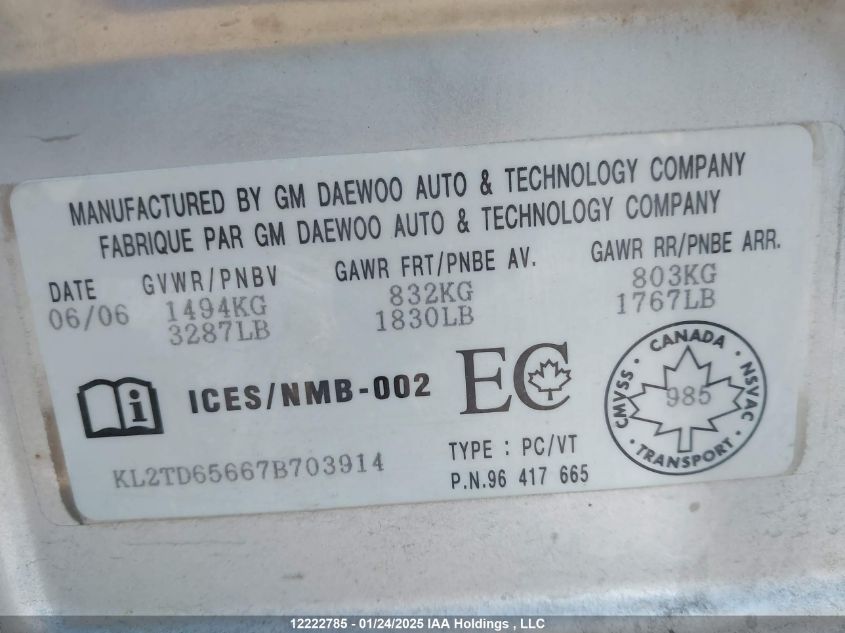 MANUFACTURED BY GM DAEWOO AUTO & TECHNOLOGY COMPANY
FABRIQUE PAR GM DAEWOO AUTO & TECHNOLOGY COMPANY
DATE GVWR/PNBV GAWR FRT/PNBE AV. GAWR RR/PNBE ARR.
06/06 1494KG 832KG 803KG
3287LB 1830LB 1767LB
i ICES/NMB-002 EC
CANADA
CMVSS 985 NSVAC
TRANSPORT
KL2TD65667B703914 TYPE : PC/VT
P.N.96 417 665
12222785 - 01/24/2025 IAA Holdings , LLC